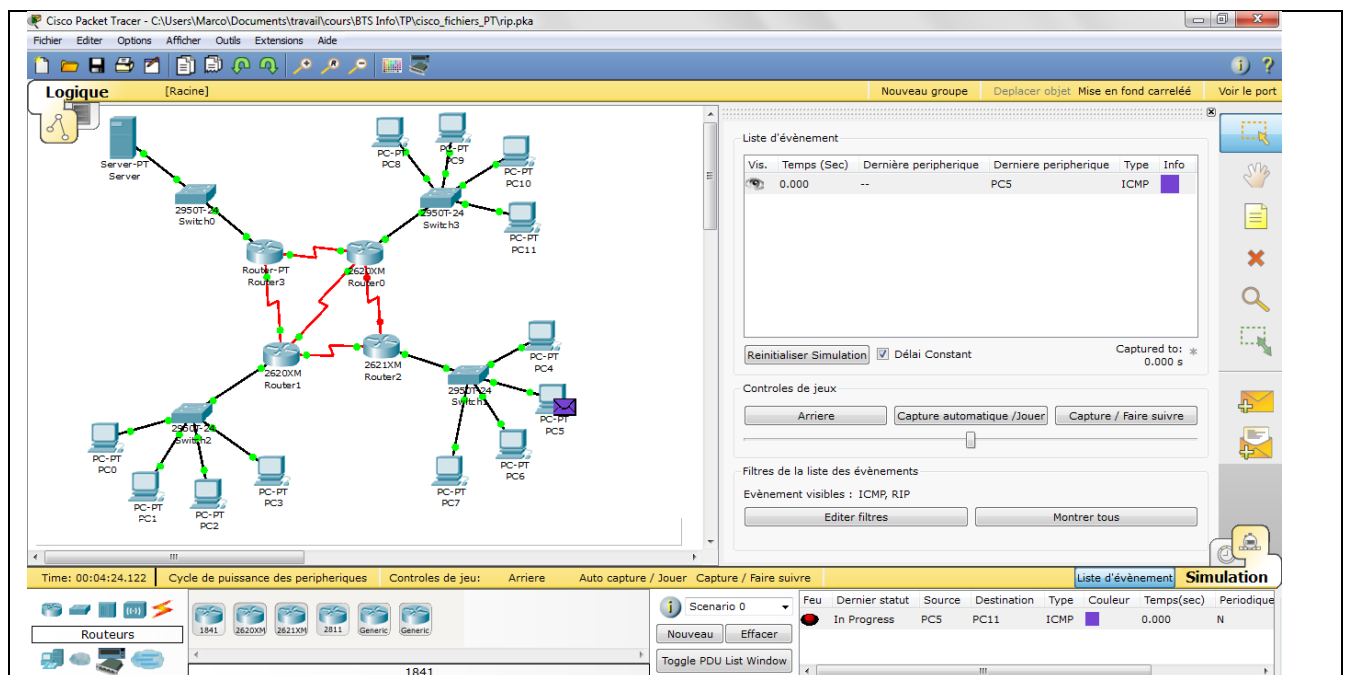 Cisco Packet Tracer - C:\Users\Marco\Documents\travail\cours\BTS Info\TP\cisco_fichiers_PT\rip.pka
Fichier Editer Options Afficher Outils Extensions Aide
Logique [Racine] Nouveau groupe Deplacer objet Mise en fond carreléé Voir le port
Server-PT
Server
2950T-24
Switch0
Router-PT
Router3
2620XM
Router0
PC-PT
PC8
PC-PT
PC9
PC-PT
PC10
2950T-24
Switch3
PC-PT
PC11
2620XM
Router1
2621XM
Router2
PC-PT
PC4
2950T-24
Switch1
PC-PT
PC5
PC-PT
PC6
PC-PT
PC7
2950T-24
Switch2
PC-PT
PC0
PC-PT
PC1
PC-PT
PC2
PC-PT
PC3
Liste d'évènement
Vis. Temps (Sec) Dernière peripherique Derniere peripherique Type Info
0.000 -- PC5 ICMP
Reinitialiser Simulation Délai Constant Captured to: *
0.000 s
Controles de jeux
Arriere Capture automatique /Jouer Capture / Faire suivre
Filtres de la liste des évènements
Evènement visibles : ICMP, RIP
Editer filtres Montrer tous
Time: 00:04:24.122 Cycle de puissance des peripheriques Controles de jeu: Arriere Auto capture / Jouer Capture / Faire suivre Liste d'évènement Simulation
Routeurs
1841 2620XM 2621XM 2811 Generic Generic
1841
Scenario 0
Nouveau Effacer
Toggle PDU List Window
Feu Dernier statut Source Destination Type Couleur Temps(sec) Periodique
In Progress PC5 PC11 ICMP 0.000 N